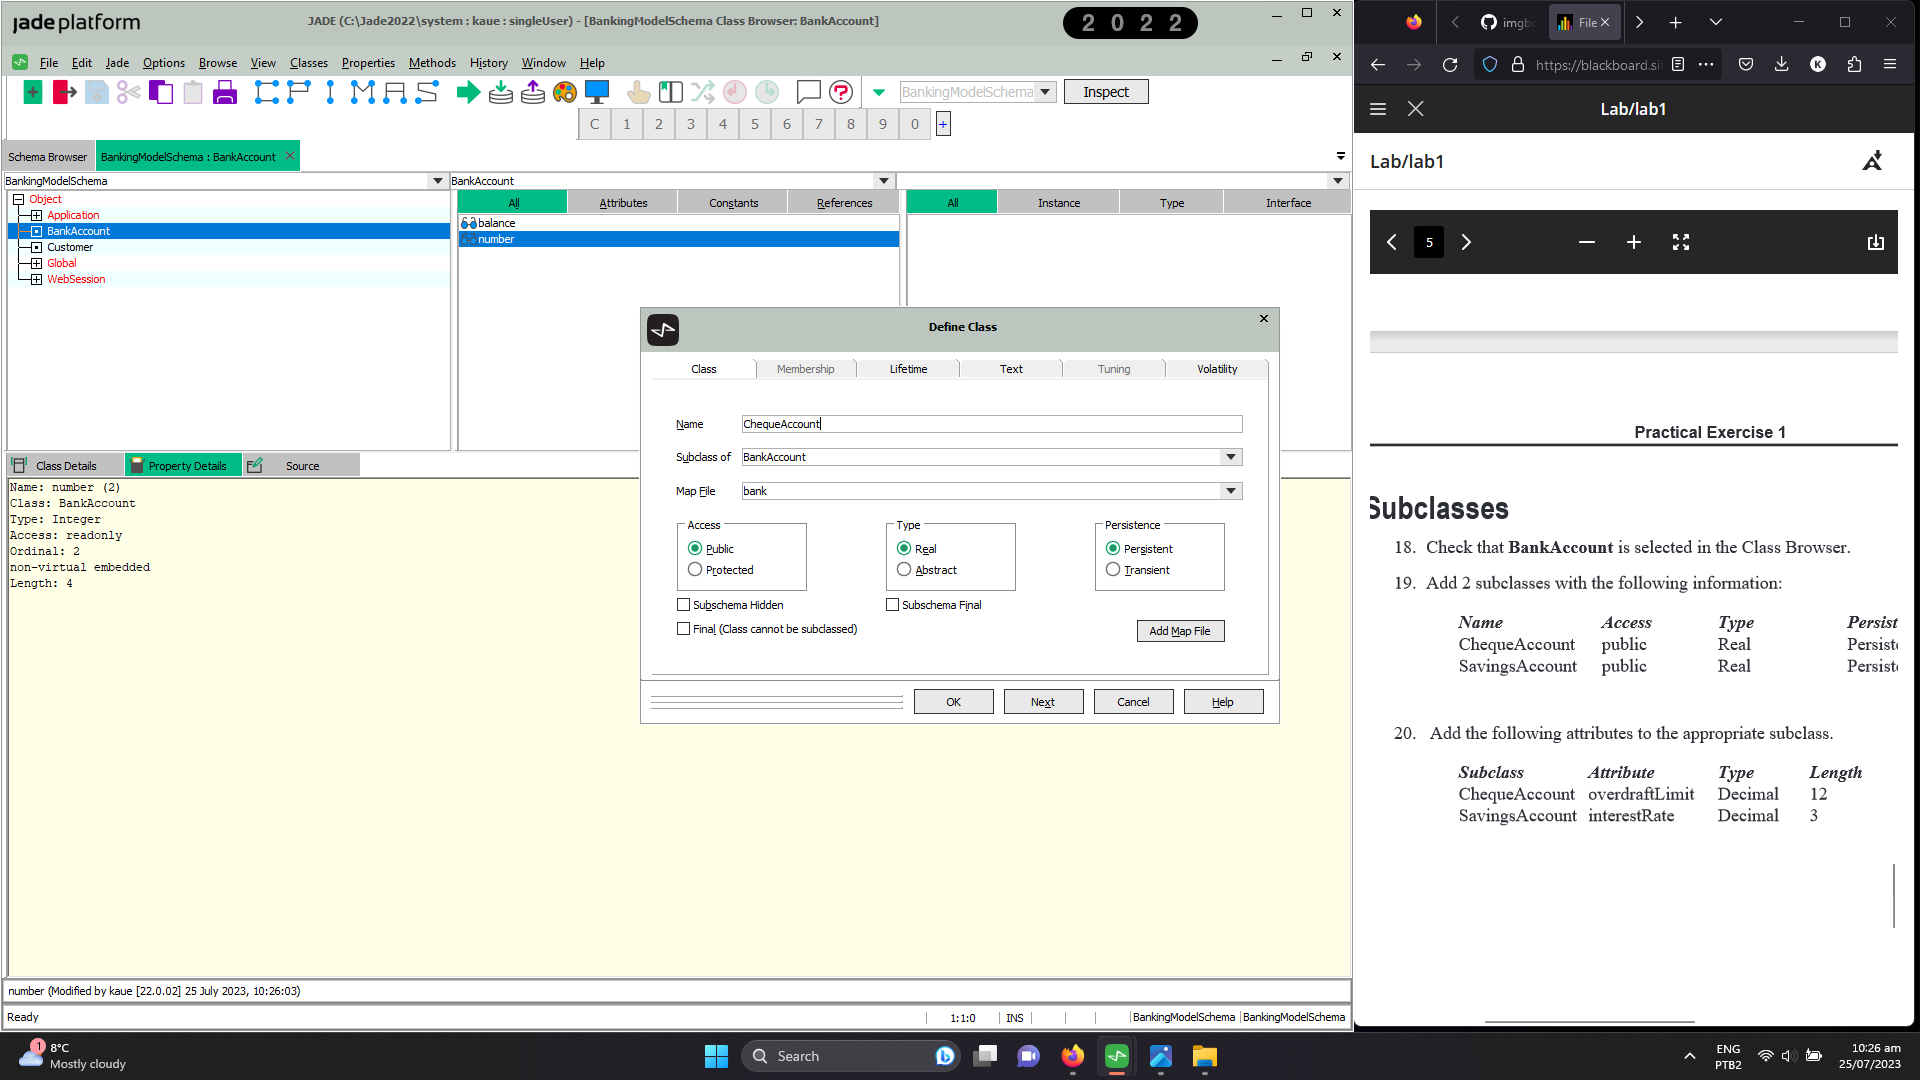 jade platform
JADE (C:\Jade2022\system : kaue : singleUser) - [BankingModelSchema Class Browser: BankAccount]
2022
File Edit Jade Options Browse View Classes Properties Methods History Window Help
BankingModelSchema
Inspect
C 1 2 3 4 5 6 7 8 9 0 +
Schema Browser
BankingModelSchema : BankAccount
BankingModelSchema
BankAccount
Object
Application
BankAccount
Customer
Global
WebSession
All Attributes Constants References
balance
number
All Instance Type Interface
Define Class
Class Membership Lifetime Text Tuning Volatility
Name ChequeAccount
Subclass of BankAccount
Map File bank
Access
Public
Protected
Type
Real
Abstract
Persistence
Persistent
Transient
Subschema Hidden
Subschema Final
Final (Class cannot be subclassed)
Add Map File
OK Next Cancel Help
Class Details Property Details Source
Name: number (2)
Class: BankAccount
Type: Integer
Access: readonly
Ordinal: 2
non-virtual embedded
Length: 4
number (Modified by kaue [22.0.02] 25 July 2023, 10:26:03)
Ready
1:1:0 INS BankingModelSchema BankingModelSchema
imgb
File
https://blackboard.si
K
Lab/lab1
Lab/lab1
5
Practical Exercise 1
Subclasses
18. Check that BankAccount is selected in the Class Browser.
19. Add 2 subclasses with the following information:
Name Access Type Persist
ChequeAccount public Real Persiste
SavingsAccount public Real Persiste
20. Add the following attributes to the appropriate subclass.
Subclass Attribute Type Length
ChequeAccount overdraftLimit Decimal 12
SavingsAccount interestRate Decimal 3
1
8°C
Mostly cloudy
Search
ENG
PTB2
10:26 am
25/07/2023